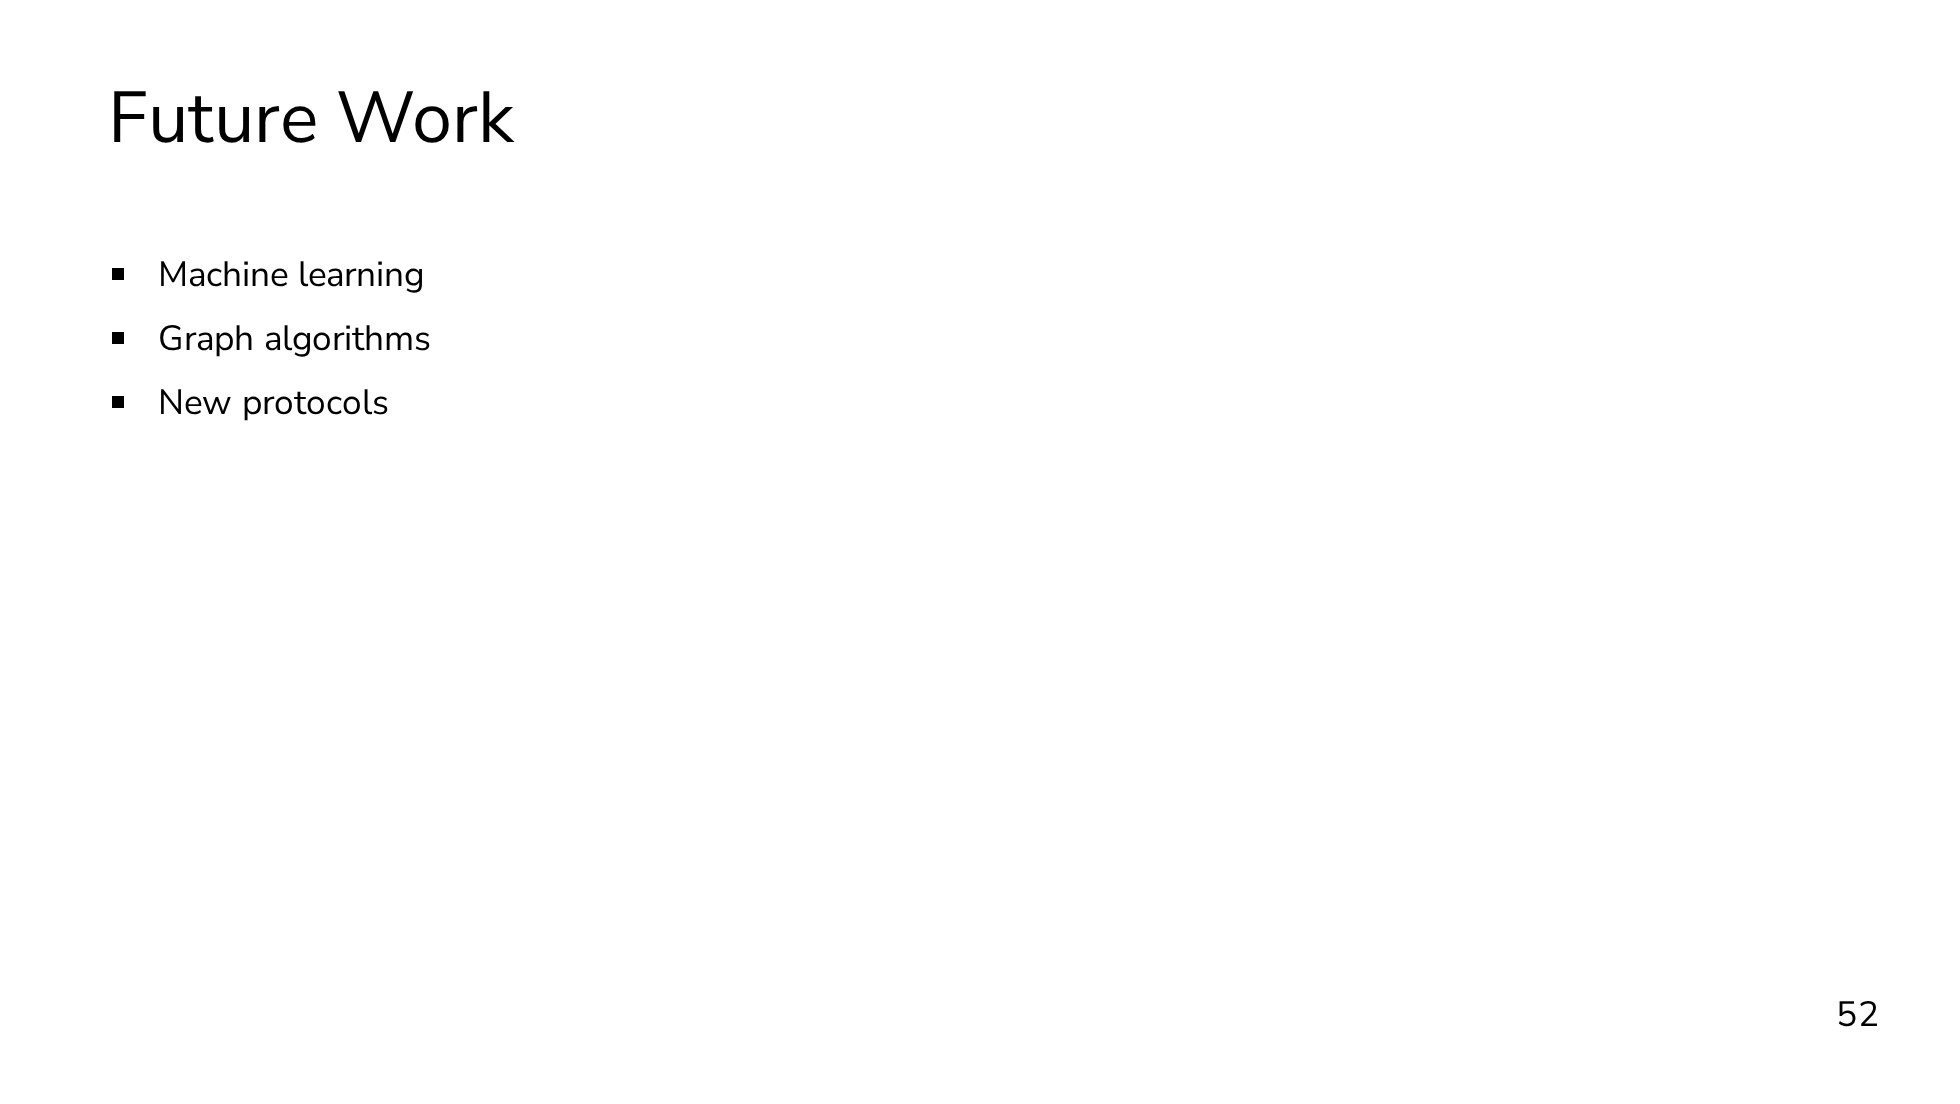 Future Work
▪ Machine learning
▪ Graph algorithms
▪ New protocols
52